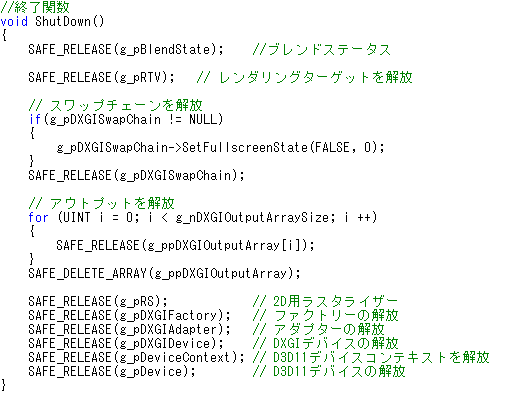 //終了関数
void ShutDown()
{
    SAFE_RELEASE(g_pBlendState);    //ブレンドステータス

    SAFE_RELEASE(g_pRTV);   // レンダリングターゲットを解放

    // スワップチェーンを解放
    if(g_pDXGISwapChain != NULL)
    {
        g_pDXGISwapChain->SetFullscreenState(FALSE, 0);
    }
    SAFE_RELEASE(g_pDXGISwapChain);

    // アウトプットを解放
    for (UINT i = 0; i < g_nDXGIOutputArraySize; i ++)
    {
        SAFE_RELEASE(g_ppDXGIOutputArray[i]);
    }
    SAFE_DELETE_ARRAY(g_ppDXGIOutputArray);

    SAFE_RELEASE(g_pRS);            // 2D用ラスタライザー
    SAFE_RELEASE(g_pDXGIFactory);   // ファクトリーの解放
    SAFE_RELEASE(g_pDXGIAdapter);   // アダプターの解放
    SAFE_RELEASE(g_pDXGIDevice);    // DXGIデバイスの解放
    SAFE_RELEASE(g_pDeviceContext); // D3D11デバイスコンテキストを解放
    SAFE_RELEASE(g_pDevice);        // D3D11デバイスの解放
}